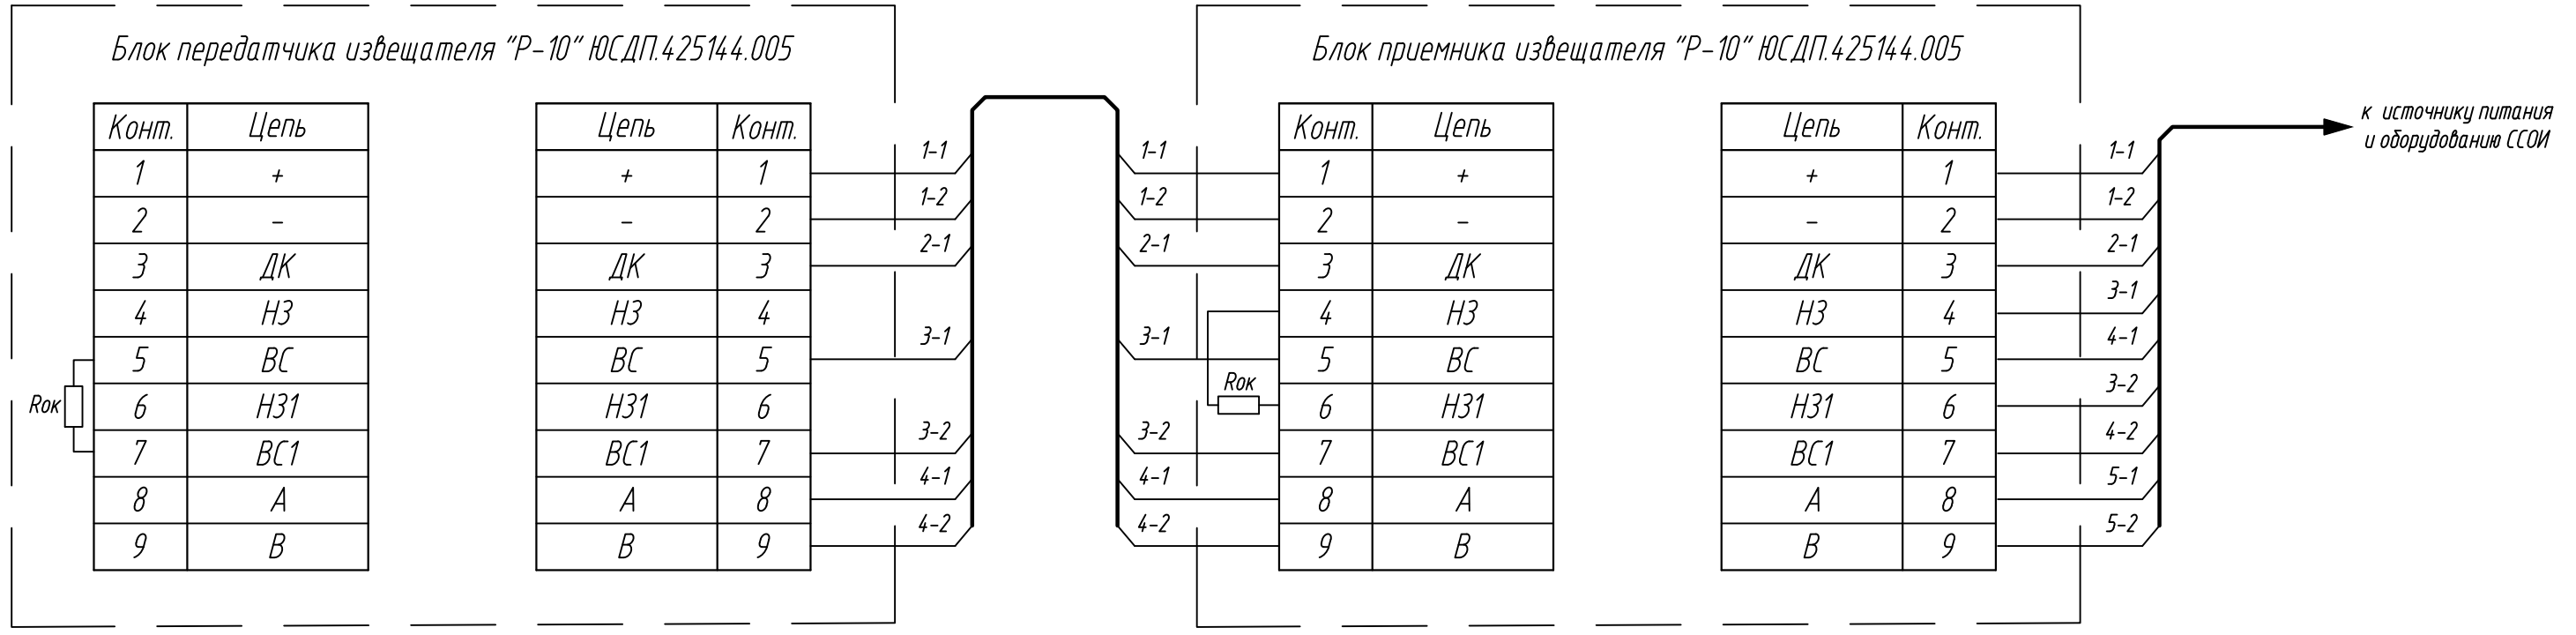 Блок передатчика извещателя "Р-10" ЮСДП.425144.005
Конт. Цепь
1 +
2 -
3 ДК
4 НЗ
5 ВС
6 НЗ1
7 ВС1
8 А
9 В
Rок
Цепь Конт.
+ 1
- 2
ДК 3
НЗ 4
ВС 5
НЗ1 6
ВС1 7
А 8
В 9
1-1
1-2
2-1
3-1
3-2
4-1
4-2
Блок приемника извещателя "Р-10" ЮСДП.425144.005
1-1
1-2
2-1
3-1
3-2
4-1
4-2
Rок
Конт. Цепь
1 +
2 -
3 ДК
4 НЗ
5 ВС
6 НЗ1
7 ВС1
8 А
9 В
Цепь Конт.
+ 1
- 2
ДК 3
НЗ 4
ВС 5
НЗ1 6
ВС1 7
А 8
В 9
1-1
1-2
2-1
3-1
4-1
3-2
4-2
5-1
5-2
к источнику питания
и оборудованию ССОИ